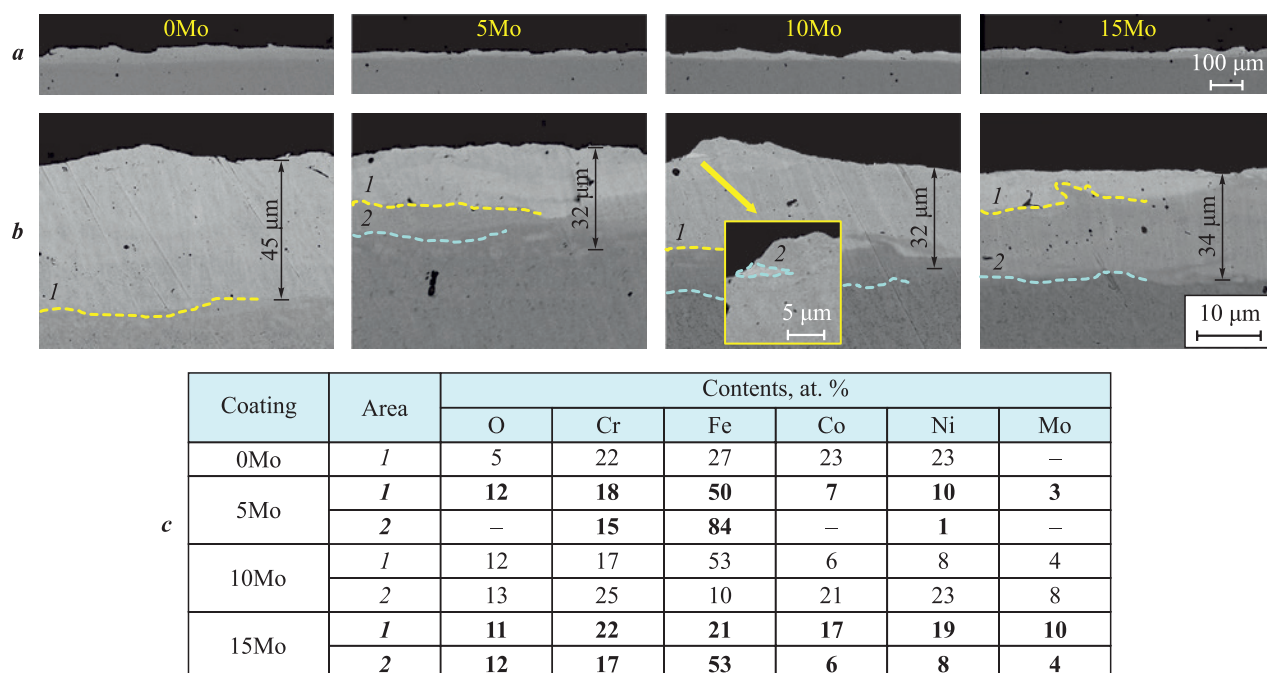 0Mo 5Mo 10Mo 15Mo
a
100 μm
b
1
45 μm
1
2
32 μm
1
2
5 μm
32 μm
1
2
34 μm
10 μm
c
Coating Area Contents, at. %
O Cr Fe Co Ni Mo
0Mo 1 5 22 27 23 23 –
5Mo 1 12 18 50 7 10 3
2 – 15 84 – 1 –
10Mo 1 12 17 53 6 8 4
2 13 25 10 21 23 8
15Mo 1 11 22 21 17 19 10
2 12 17 53 6 8 4